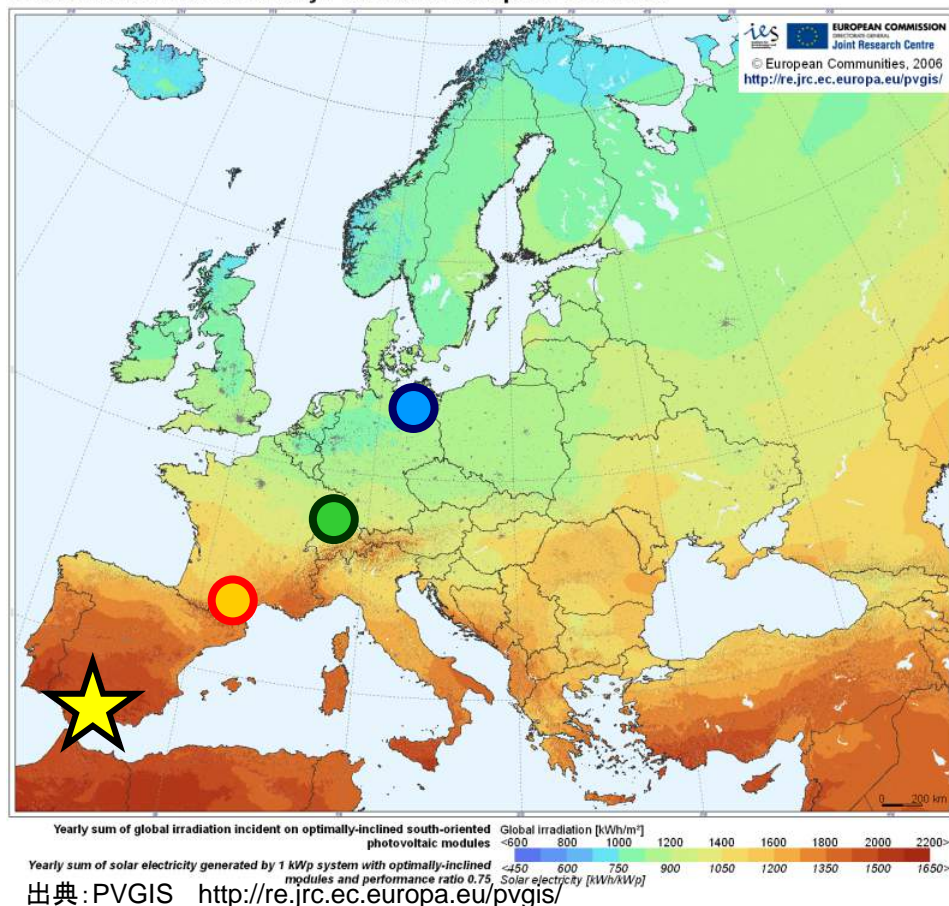 ies
EUROPEAN COMMISSION
DIRECTORATE-GENERAL
Joint Research Centre
© European Communities, 2006
http://re.jrc.ec.europa.eu/pvgis/
0 200 km
Yearly sum of global irradiation incident on optimally-inclined south-oriented photovoltaic modules
Global irradiation [kWh/m²]
<600 800 1000 1200 1400 1600 1800 2000 2200>
Yearly sum of solar electricity generated by 1 kWp system with optimally-inclined modules and performance ratio 0.75
<450 600 750 900 1050 1200 1350 1500 1650>
Solar electricity [kWh/kWp]
出典：PVGIS http://re.jrc.ec.europa.eu/pvgis/